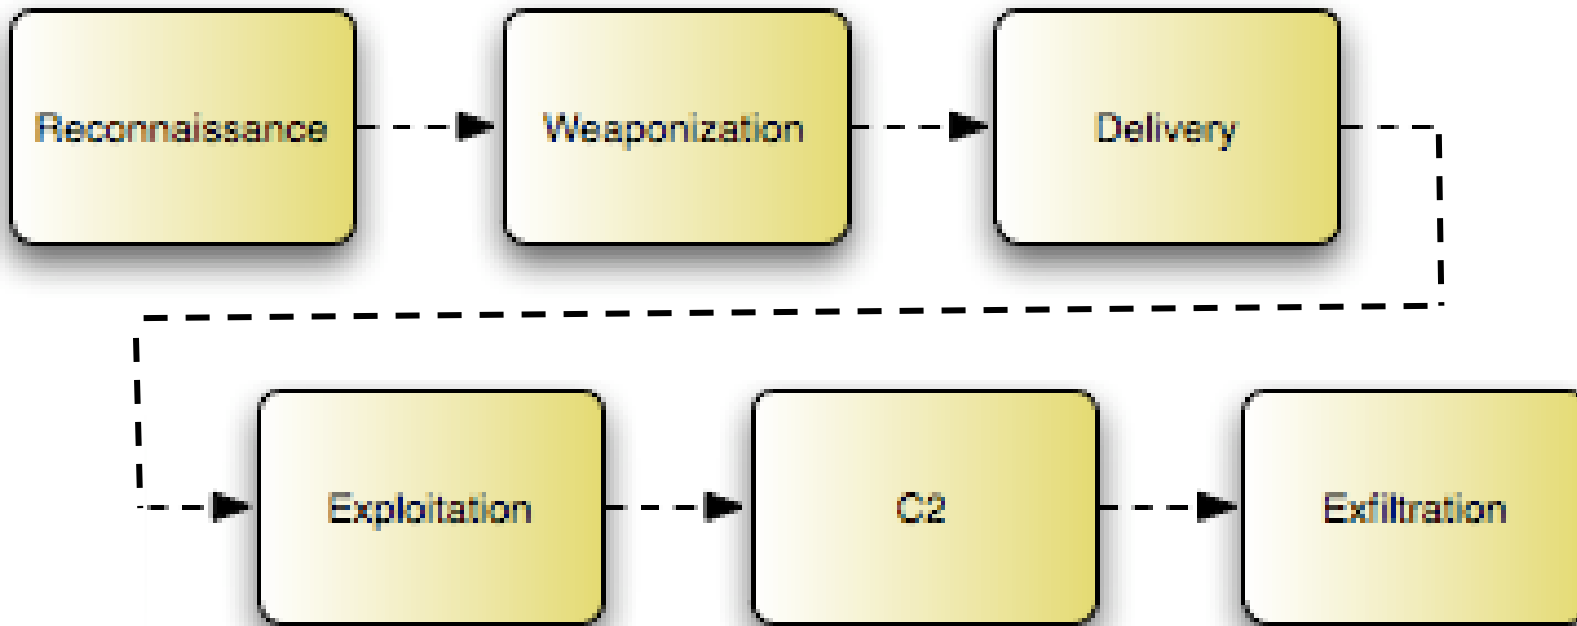 Reconnaissance
Weaponization
Delivery
Exploitation
C2
Exfiltration